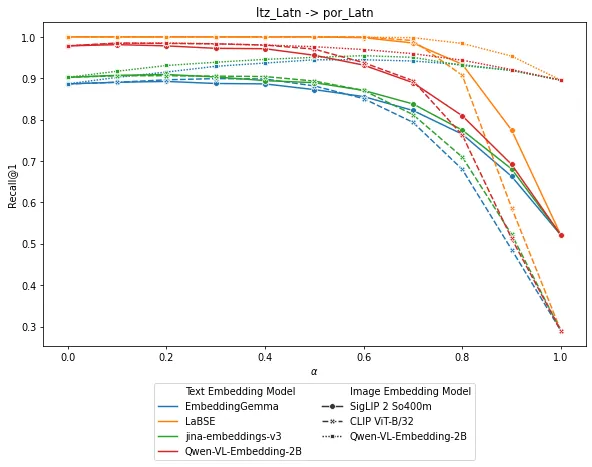 ltz_Latn -> por_Latn
Recall@1
1.0
0.9
0.8
0.7
0.6
0.5
0.4
0.3
0.0 0.2 0.4 0.6 0.8 1.0
α
Text Embedding Model Image Embedding Model
EmbeddingGemma SigLIP 2 So400m
LaBSE CLIP ViT-B/32
jina-embeddings-v3 Qwen-VL-Embedding-2B
Qwen-VL-Embedding-2B